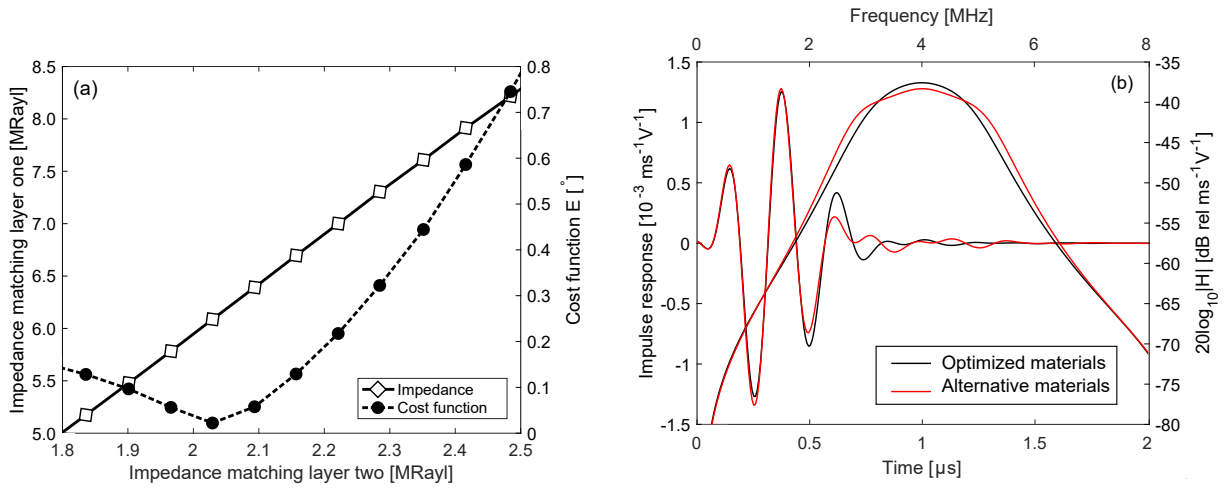 (a)
8.5
8.0
7.5
7.0
6.5
6.0
5.5
5.0
Impedance matching layer one [MRayl]
0.8
0.7
0.6
0.5
0.4
0.3
0.2
0.1
0
Cost function E [°]
Impedance
Cost function
1.8 1.9 2.0 2.1 2.2 2.3 2.4 2.5
Impedance matching layer two [MRayl]
Frequency [MHz]
0 1 2 3 4 5 6 7 8
(b)
1.5
1
0.5
0
-0.5
-1
-1.5
Impulse response [10⁻³ ms⁻¹V⁻¹]
-35
-40
-45
-50
-55
-60
-65
-70
-75
-80
20log₁₀|H| [dB rel ms⁻¹V⁻¹]
Optimized materials
Alternative materials
0 0.5 1 1.5 2
Time [µs]